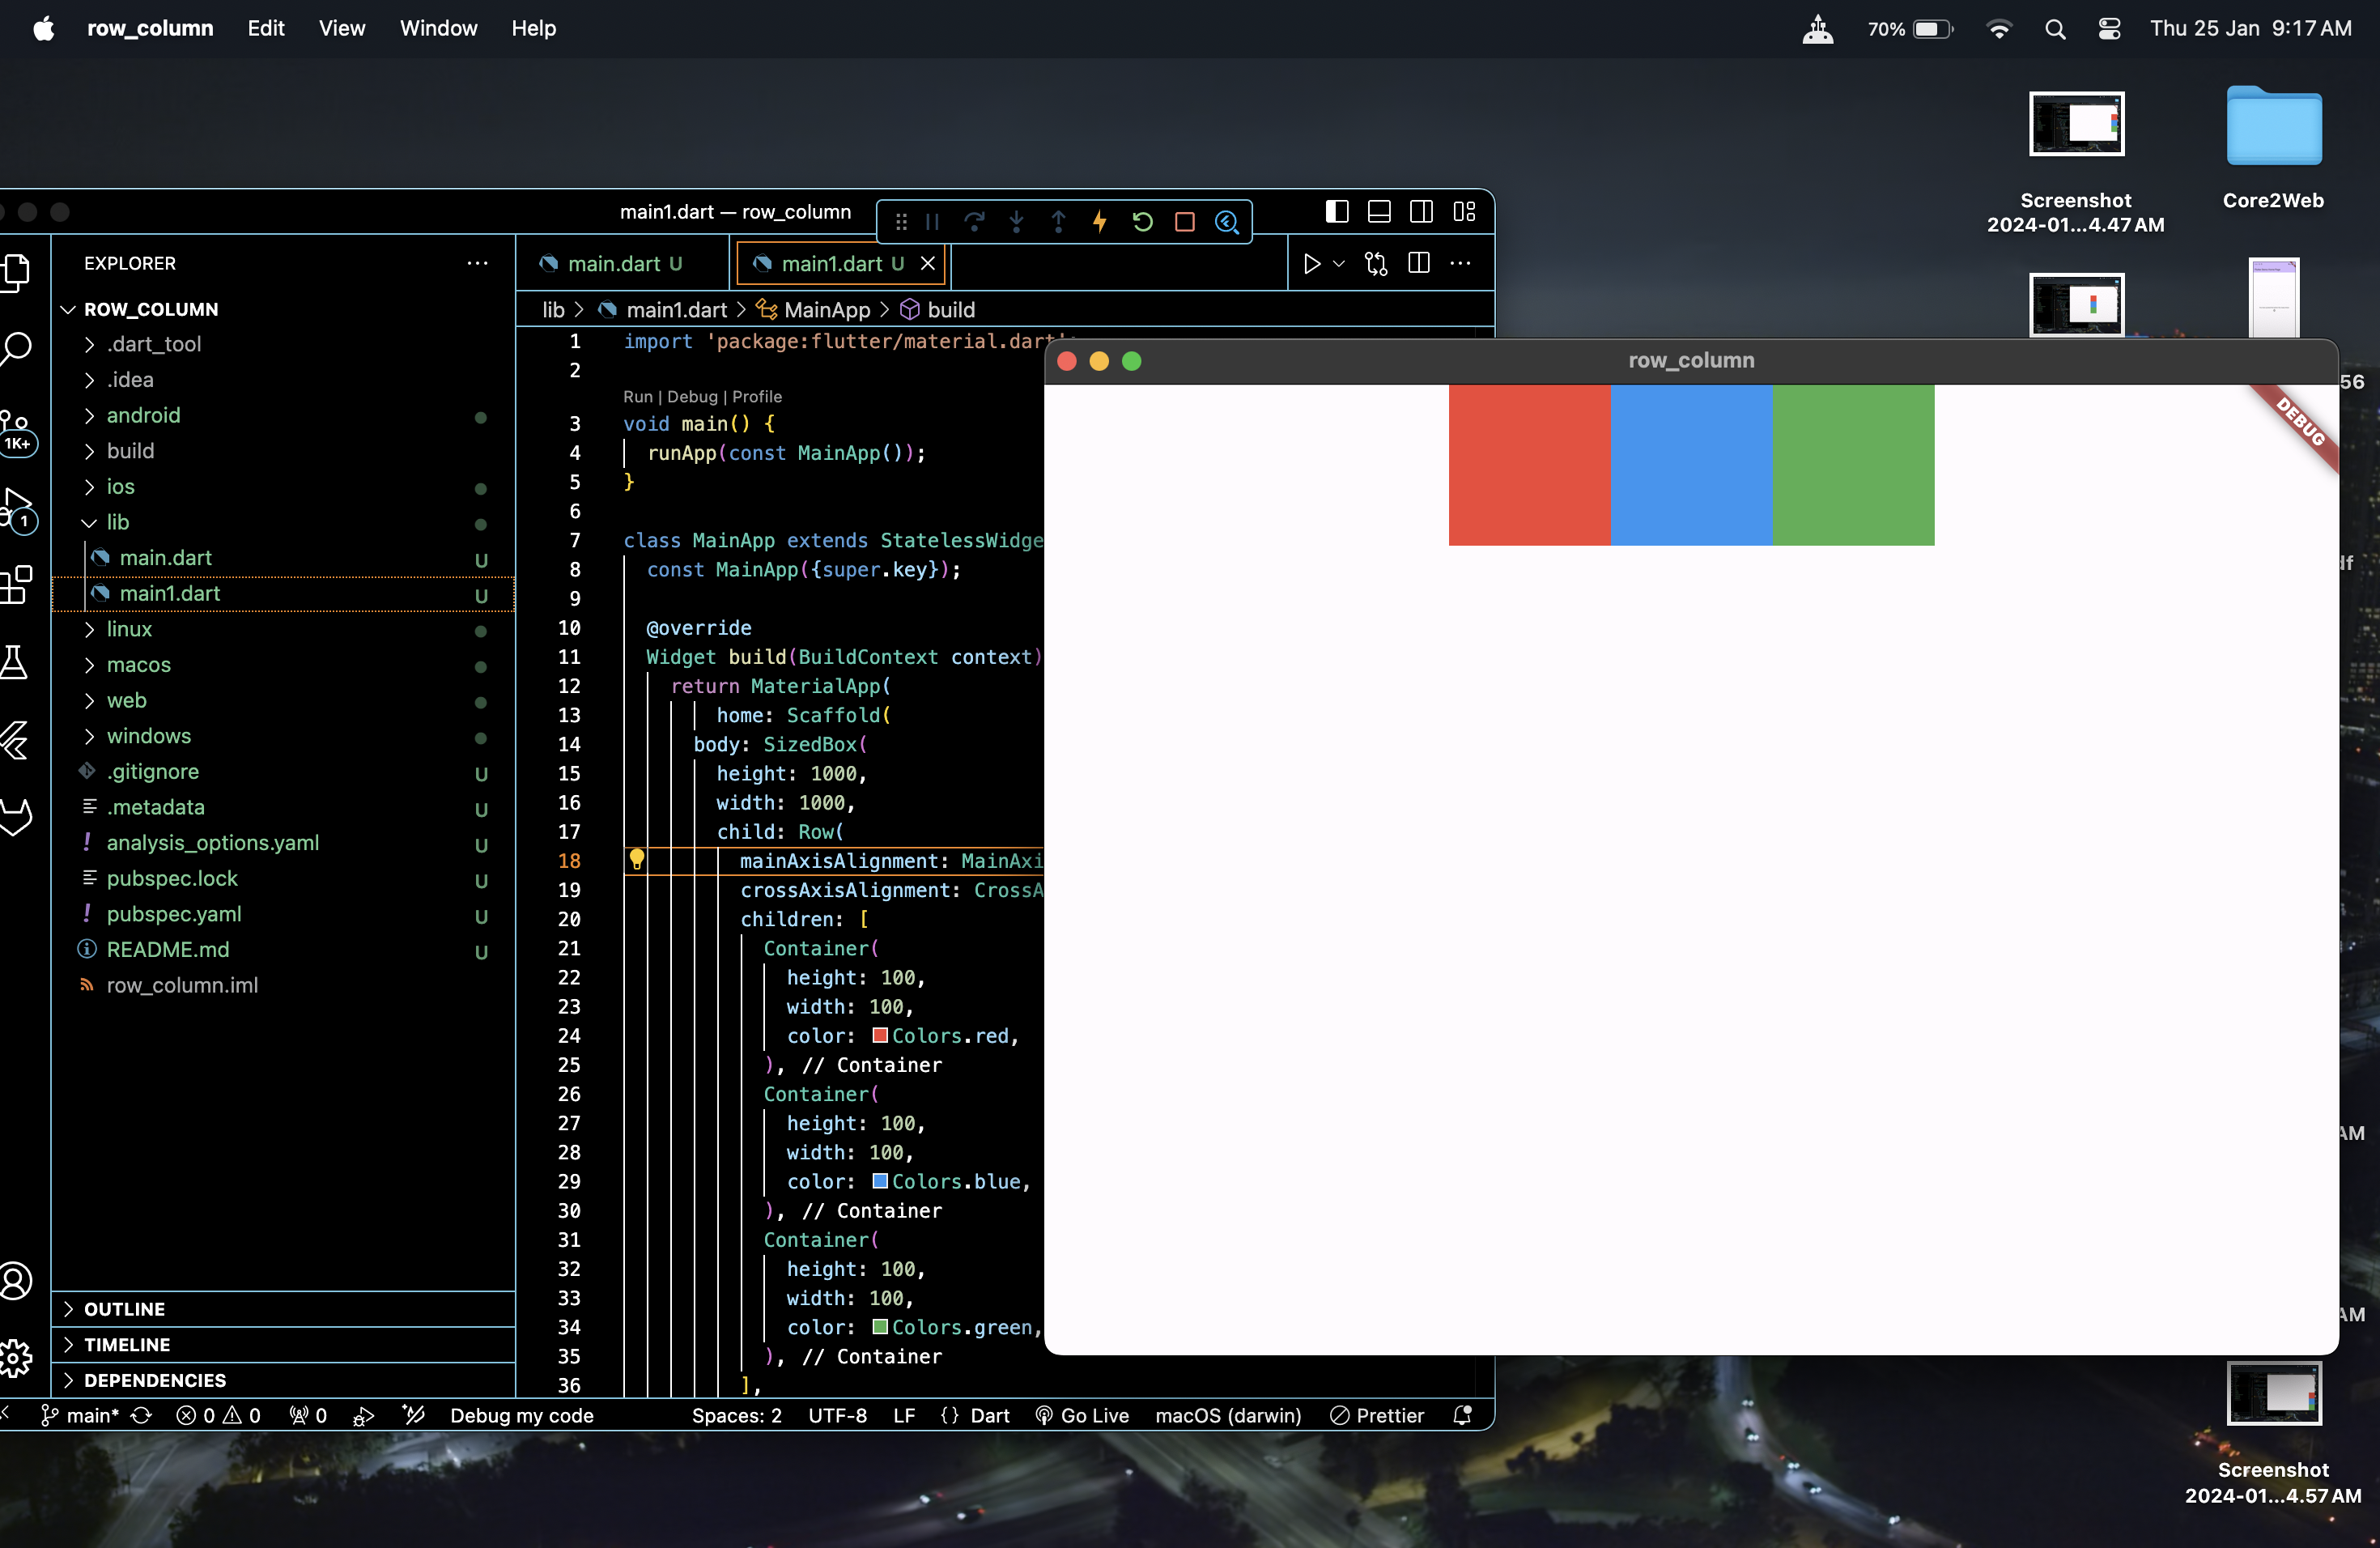 row_column Edit View Window Help 70% Thu 25 Jan 9:17 AM
Screenshot
2024-01...4.47 AM
Core2Web
main1.dart — row_column
EXPLORER
main.dart U
main1.dart U
ROW_COLUMN
.dart_tool
.idea
android
build
ios
lib
main.dart U
main1.dart U
linux
macos
web
windows
.gitignore U
.metadata U
analysis_options.yaml U
pubspec.lock U
pubspec.yaml U
README.md U
row_column.iml
OUTLINE
TIMELINE
DEPENDENCIES
1K+
1
lib > main1.dart > MainApp > build
1 import 'package:flutter/material.dart';
2
Run | Debug | Profile
3 void main() {
4 runApp(const MainApp());
5 }
6
7 class MainApp extends StatelessWidge
8 const MainApp({super.key});
9
10 @override
11 Widget build(BuildContext context)
12 return MaterialApp(
13 home: Scaffold(
14 body: SizedBox(
15 height: 1000,
16 width: 1000,
17 child: Row(
18 mainAxisAlignment: MainAxi
19 crossAxisAlignment: CrossA
20 children: [
21 Container(
22 height: 100,
23 width: 100,
24 color: Colors.red,
25 ), // Container
26 Container(
27 height: 100,
28 width: 100,
29 color: Colors.blue,
30 ), // Container
31 Container(
32 height: 100,
33 width: 100,
34 color: Colors.green,
35 ), // Container
36 ],
row_column
DEBUG
56
df
AM
AM
main* 0 0 0 Debug my code Spaces: 2 UTF-8 LF {} Dart Go Live macOS (darwin) Prettier
Screenshot
2024-01...4.57 AM